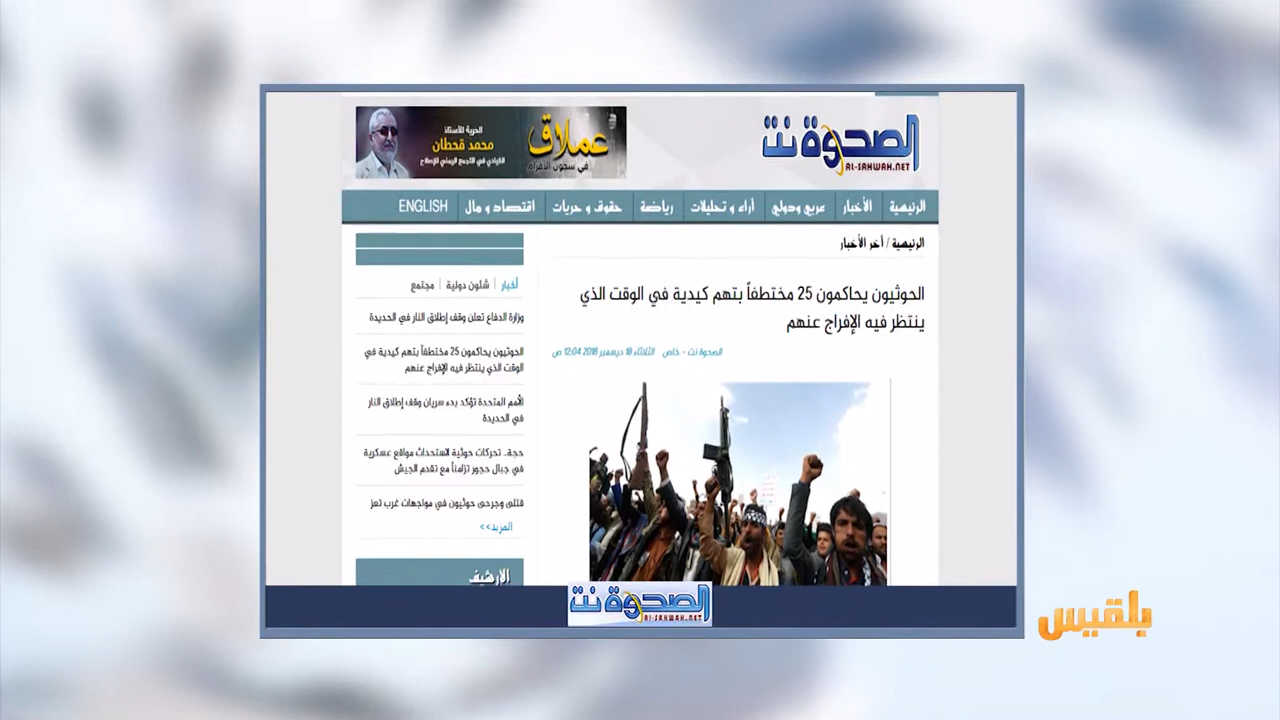 الصحوة نت
AL-SAHWAH.NET
الحرية للأستاذ
محمد قحطان
القيادي في التجمع اليمني للإصلاح
عملاق
في سجون الأقزام
الرئيسية
الأخبار
عربي ودولي
آراء و تحليلات
رياضة
حقوق و حريات
اقتصاد و مال
ENGLISH
الرئيسية / أخر الأخبار
الحوثيون يحاكمون 25 مختطفاً بتهم كيدية في الوقت الذي
ينتظر فيه الإفراج عنهم
الصحوة نت - خاص الثلاثاء 18 ديسمبر 2018 12:04 ص
أخبار | شئون دولية | مجتمع
وزارة الدفاع تعلن وقف إطلاق النار في الحديدة
الحوثيون يحاكمون 25 مختطفاً بتهم كيدية في
الوقت الذي ينتظر فيه الإفراج عنهم
الأمم المتحدة تؤكد بدء سريان وقف إطلاق النار
في الحديدة
حجة.. تحركات حوثية لاستحداث مواقع عسكرية
في جبال حجور تزامناً مع تقدم الجيش
قتلى وجرحى حوثيون في مواجهات غرب تعز
المزيد>>
الارشيف
الصحوة نت
AL-SAHWAH.NET
بلقيس